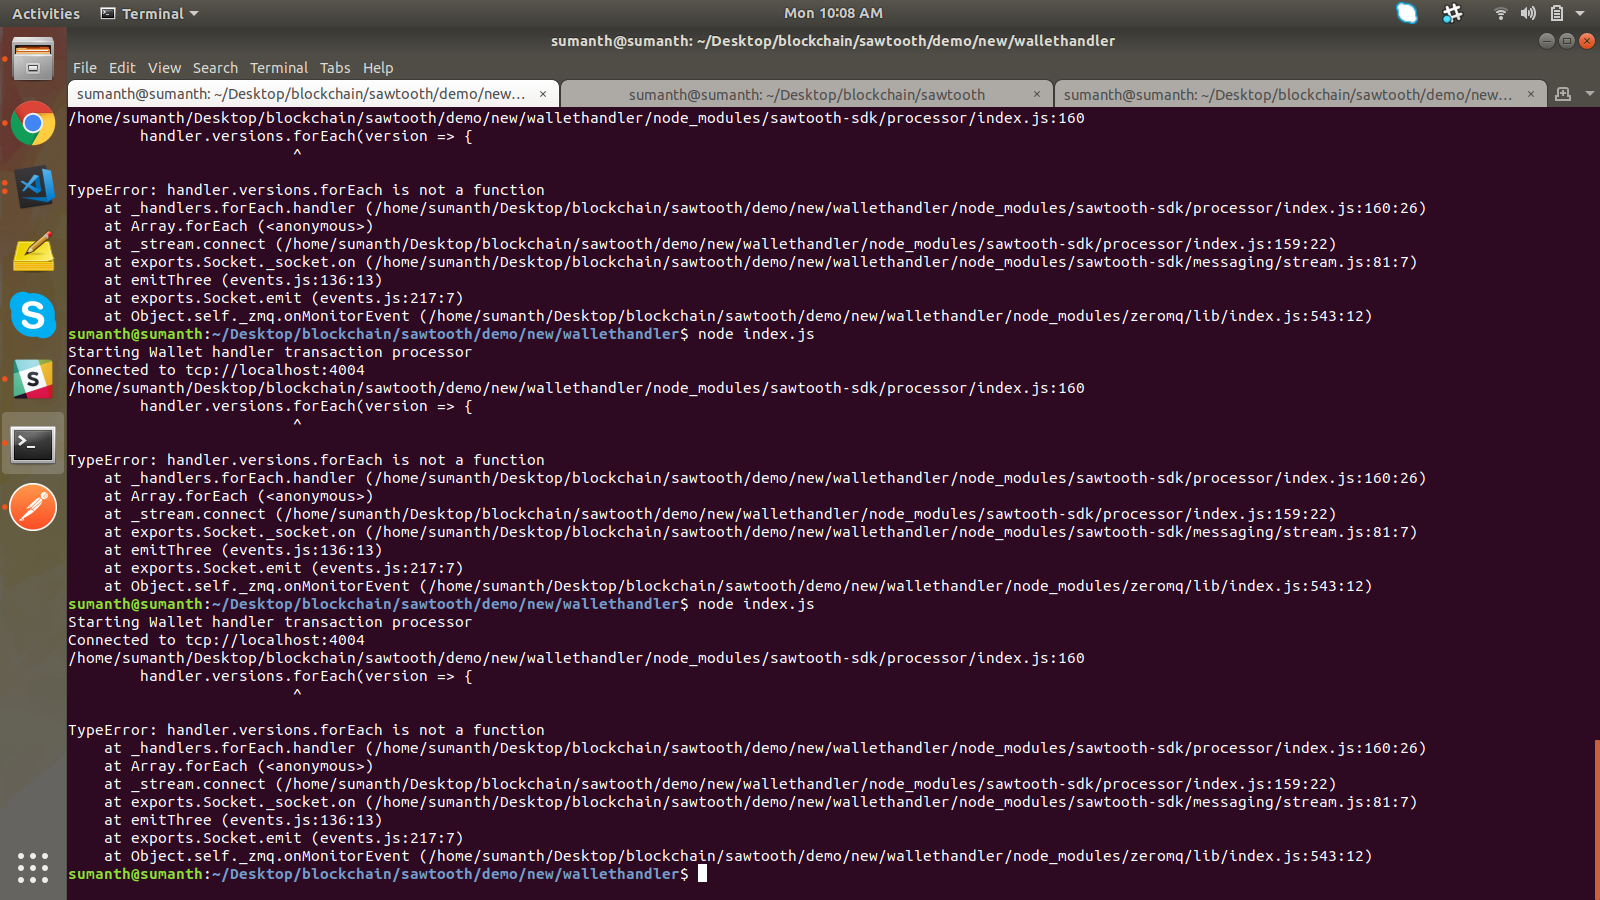 Activities Terminal Mon 10:08 AM
sumanth@sumanth: ~/Desktop/blockchain/sawtooth/demo/new/wallethandler
File Edit View Search Terminal Tabs Help
sumanth@sumanth: ~/Desktop/blockchain/sawtooth/demo/new... × sumanth@sumanth: ~/Desktop/blockchain/sawtooth × sumanth@sumanth: ~/Desktop/blockchain/sawtooth/demo/new... ×
/home/sumanth/Desktop/blockchain/sawtooth/demo/new/wallethandler/node_modules/sawtooth-sdk/processor/index.js:160
        handler.versions.forEach(version => {
                         ^
TypeError: handler.versions.forEach is not a function
    at _handlers.forEach.handler (/home/sumanth/Desktop/blockchain/sawtooth/demo/new/wallethandler/node_modules/sawtooth-sdk/processor/index.js:160:26)
    at Array.forEach (<anonymous>)
    at _stream.connect (/home/sumanth/Desktop/blockchain/sawtooth/demo/new/wallethandler/node_modules/sawtooth-sdk/processor/index.js:159:22)
    at exports.Socket._socket.on (/home/sumanth/Desktop/blockchain/sawtooth/demo/new/wallethandler/node_modules/sawtooth-sdk/messaging/stream.js:81:7)
    at emitThree (events.js:136:13)
    at exports.Socket.emit (events.js:217:7)
    at Object.self._zmq.onMonitorEvent (/home/sumanth/Desktop/blockchain/sawtooth/demo/new/wallethandler/node_modules/zeromq/lib/index.js:543:12)
sumanth@sumanth:~/Desktop/blockchain/sawtooth/demo/new/wallethandler$ node index.js
Starting Wallet handler transaction processor
Connected to tcp://localhost:4004
/home/sumanth/Desktop/blockchain/sawtooth/demo/new/wallethandler/node_modules/sawtooth-sdk/processor/index.js:160
        handler.versions.forEach(version => {
                         ^
TypeError: handler.versions.forEach is not a function
    at _handlers.forEach.handler (/home/sumanth/Desktop/blockchain/sawtooth/demo/new/wallethandler/node_modules/sawtooth-sdk/processor/index.js:160:26)
    at Array.forEach (<anonymous>)
    at _stream.connect (/home/sumanth/Desktop/blockchain/sawtooth/demo/new/wallethandler/node_modules/sawtooth-sdk/processor/index.js:159:22)
    at exports.Socket._socket.on (/home/sumanth/Desktop/blockchain/sawtooth/demo/new/wallethandler/node_modules/sawtooth-sdk/messaging/stream.js:81:7)
    at emitThree (events.js:136:13)
    at exports.Socket.emit (events.js:217:7)
    at Object.self._zmq.onMonitorEvent (/home/sumanth/Desktop/blockchain/sawtooth/demo/new/wallethandler/node_modules/zeromq/lib/index.js:543:12)
sumanth@sumanth:~/Desktop/blockchain/sawtooth/demo/new/wallethandler$ node index.js
Starting Wallet handler transaction processor
Connected to tcp://localhost:4004
/home/sumanth/Desktop/blockchain/sawtooth/demo/new/wallethandler/node_modules/sawtooth-sdk/processor/index.js:160
        handler.versions.forEach(version => {
                         ^
TypeError: handler.versions.forEach is not a function
    at _handlers.forEach.handler (/home/sumanth/Desktop/blockchain/sawtooth/demo/new/wallethandler/node_modules/sawtooth-sdk/processor/index.js:160:26)
    at Array.forEach (<anonymous>)
    at _stream.connect (/home/sumanth/Desktop/blockchain/sawtooth/demo/new/wallethandler/node_modules/sawtooth-sdk/processor/index.js:159:22)
    at exports.Socket._socket.on (/home/sumanth/Desktop/blockchain/sawtooth/demo/new/wallethandler/node_modules/sawtooth-sdk/messaging/stream.js:81:7)
    at emitThree (events.js:136:13)
    at exports.Socket.emit (events.js:217:7)
    at Object.self._zmq.onMonitorEvent (/home/sumanth/Desktop/blockchain/sawtooth/demo/new/wallethandler/node_modules/zeromq/lib/index.js:543:12)
sumanth@sumanth:~/Desktop/blockchain/sawtooth/demo/new/wallethandler$